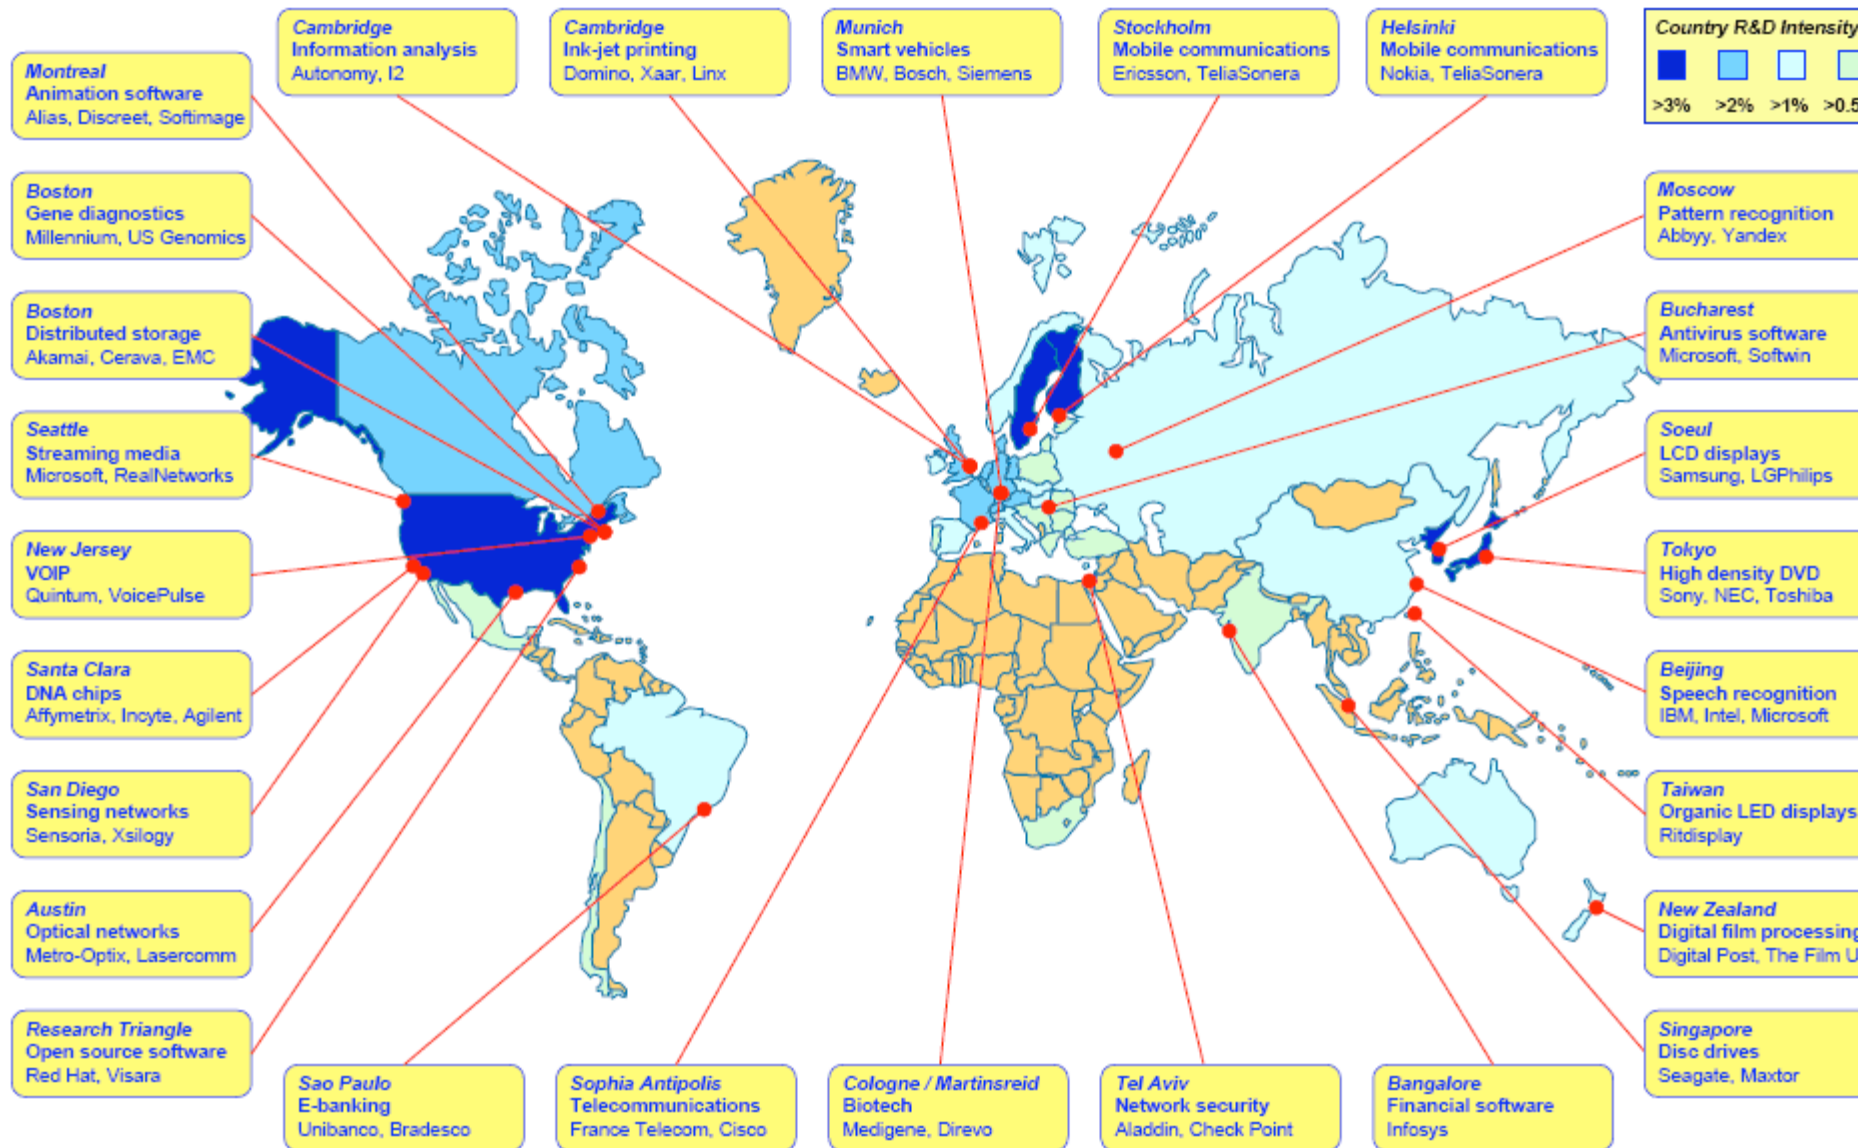 Cambridge
Information analysis
Autonomy, I2
Cambridge
Ink-jet printing
Domino, Xaar, Linx
Munich
Smart vehicles
BMW, Bosch, Siemens
Stockholm
Mobile communications
Ericsson, TeliaSonera
Helsinki
Mobile communications
Nokia, TeliaSonera
Country R&D Intensity
>3% >2% >1% >0.5
Montreal
Animation software
Alias, Discreet, Softimage
Boston
Gene diagnostics
Millennium, US Genomics
Boston
Distributed storage
Akamai, Cerava, EMC
Seattle
Streaming media
Microsoft, RealNetworks
New Jersey
VOIP
Quintum, VoicePulse
Santa Clara
DNA chips
Affymetrix, Incyte, Agilent
San Diego
Sensing networks
Sensoria, Xsilogy
Austin
Optical networks
Metro-Optix, Lasercomm
Research Triangle
Open source software
Red Hat, Visara
Sao Paulo
E-banking
Unibanco, Bradesco
Sophia Antipolis
Telecommunications
France Telecom, Cisco
Cologne / Martinsreid
Biotech
Medigene, Direvo
Tel Aviv
Network security
Aladdin, Check Point
Bangalore
Financial software
Infosys
Moscow
Pattern recognition
Abbyy, Yandex
Bucharest
Antivirus software
Microsoft, Softwin
Soeul
LCD displays
Samsung, LGPhilips
Tokyo
High density DVD
Sony, NEC, Toshiba
Beijing
Speech recognition
IBM, Intel, Microsoft
Taiwan
Organic LED displays
Ritdisplay
New Zealand
Digital film processing
Digital Post, The Film U
Singapore
Disc drives
Seagate, Maxtor